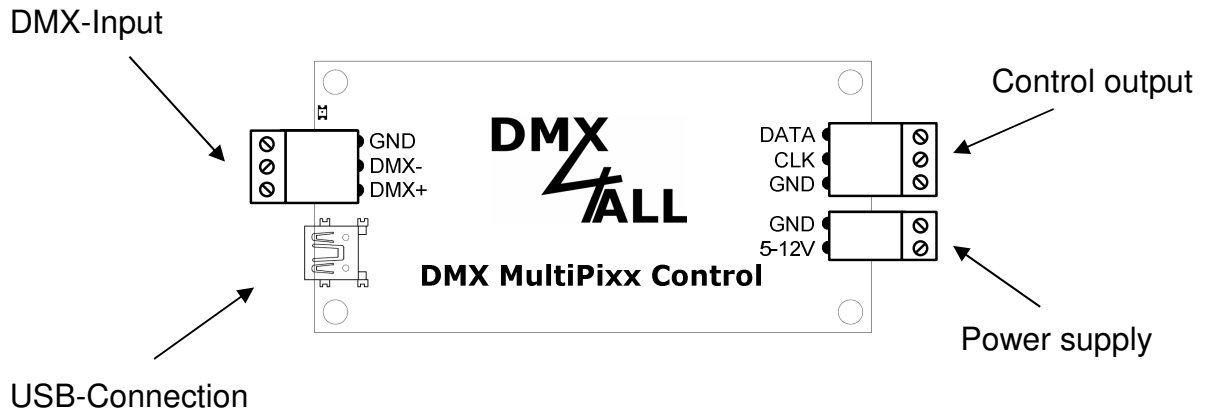 DMX-Input
Control output
GND
DMX-
DMX+
DMX
4
ALL
DATA
CLK
GND
GND
5-12V
DMX MultiPixx Control
Power supply
USB-Connection